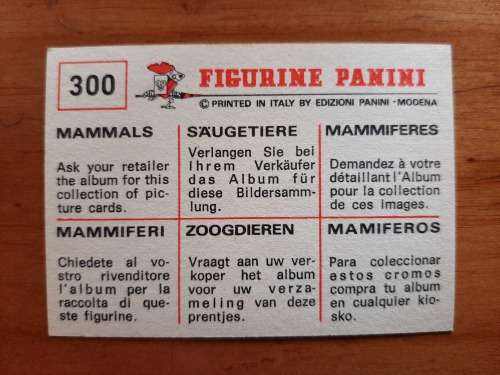 300
FIGURINE PANINI
© PRINTED IN ITALY BY EDIZIONI PANINI - MODENA
MAMMALS
Ask your retailer
the album for this
collection of pic-
ture cards.
SÄUGETIERE
Verlangen Sie bei
Ihrem Verkäufer
das Album für
diese Bildersamm-
lung.
MAMMIFERES
Demandez à votre
détaillant l'Album
pour la collection
de ces images.
MAMMIFERI
Chiedete al vo-
stro rivenditore
l'album per la
raccolta di que-
ste figurine.
ZOOGDIEREN
Vraagt aan uw ver-
koper het album
voor uw verza-
meling van deze
prentjes.
MAMIFEROS
Para coleccionar
estos cromos
compra tu album
en cualquier kio-
sko.